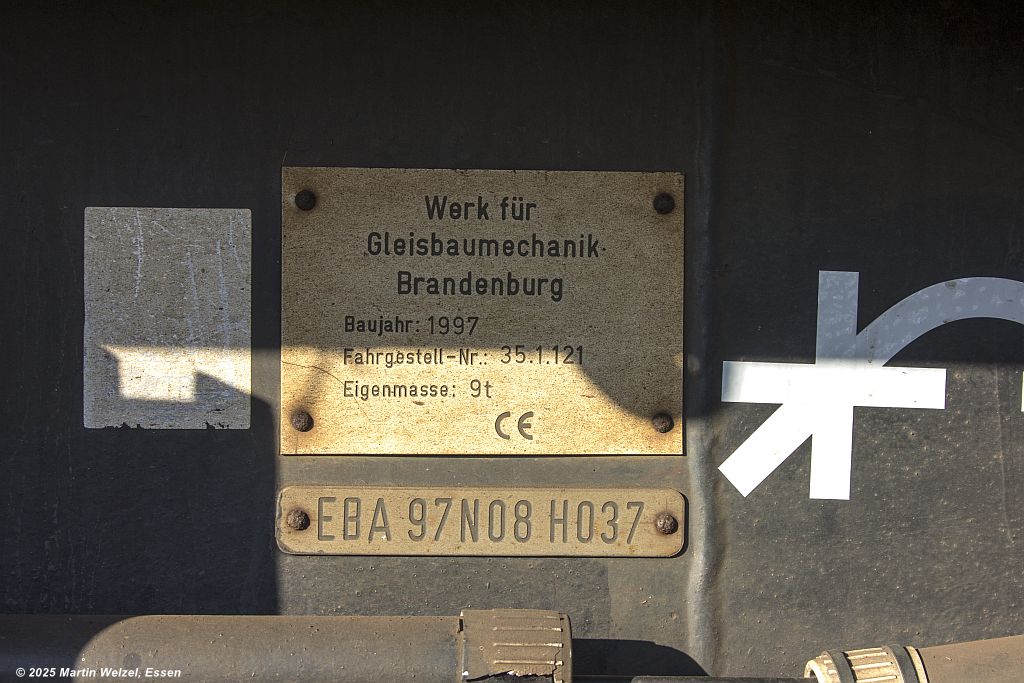 Werk für
Gleisbaumechanik
Brandenburg
Baujahr: 1997
Fahrgestell-Nr.: 35.1.121
Eigenmasse: 9t
CE
EBA 97N08 H037
© 2025 Martin Welzel, Essen